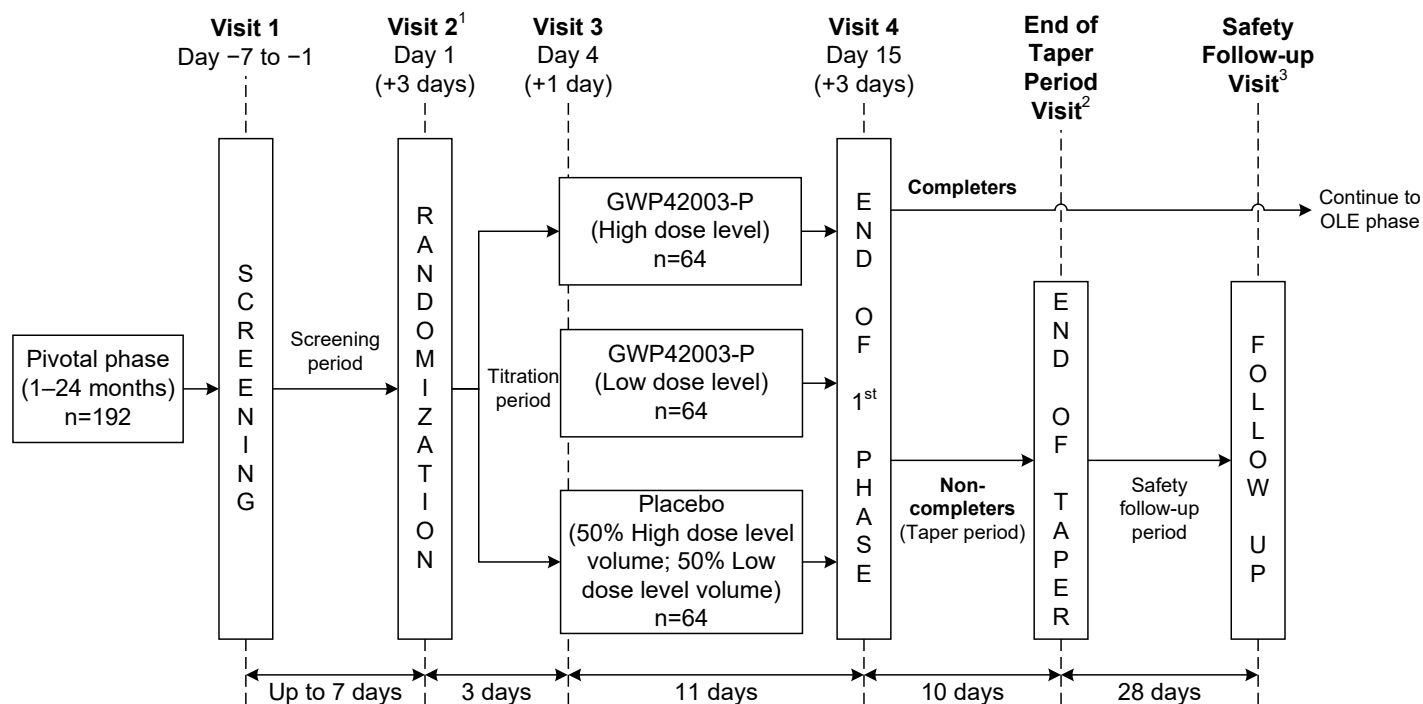 Visit 1
Day −7 to −1
Visit 2¹
Day 1
(+3 days)
Visit 3
Day 4
(+1 day)
Visit 4
Day 15
(+3 days)
End of
Taper
Period
Visit²
Safety
Follow-up
Visit³
Pivotal phase
(1–24 months)
n=192
SCREENING
Screening
period
RANDOMIZATION
Titration
period
GWP42003-P
(High dose level)
n=64
GWP42003-P
(Low dose level)
n=64
Placebo
(50% High dose level
volume; 50% Low
dose level volume)
n=64
END OF 1st PHASE
Completers
Continue to
OLE phase
Non-
completers
(Taper period)
END OF TAPER
Safety
follow-up
period
FOLLOW UP
Up to 7 days
3 days
11 days
10 days
28 days